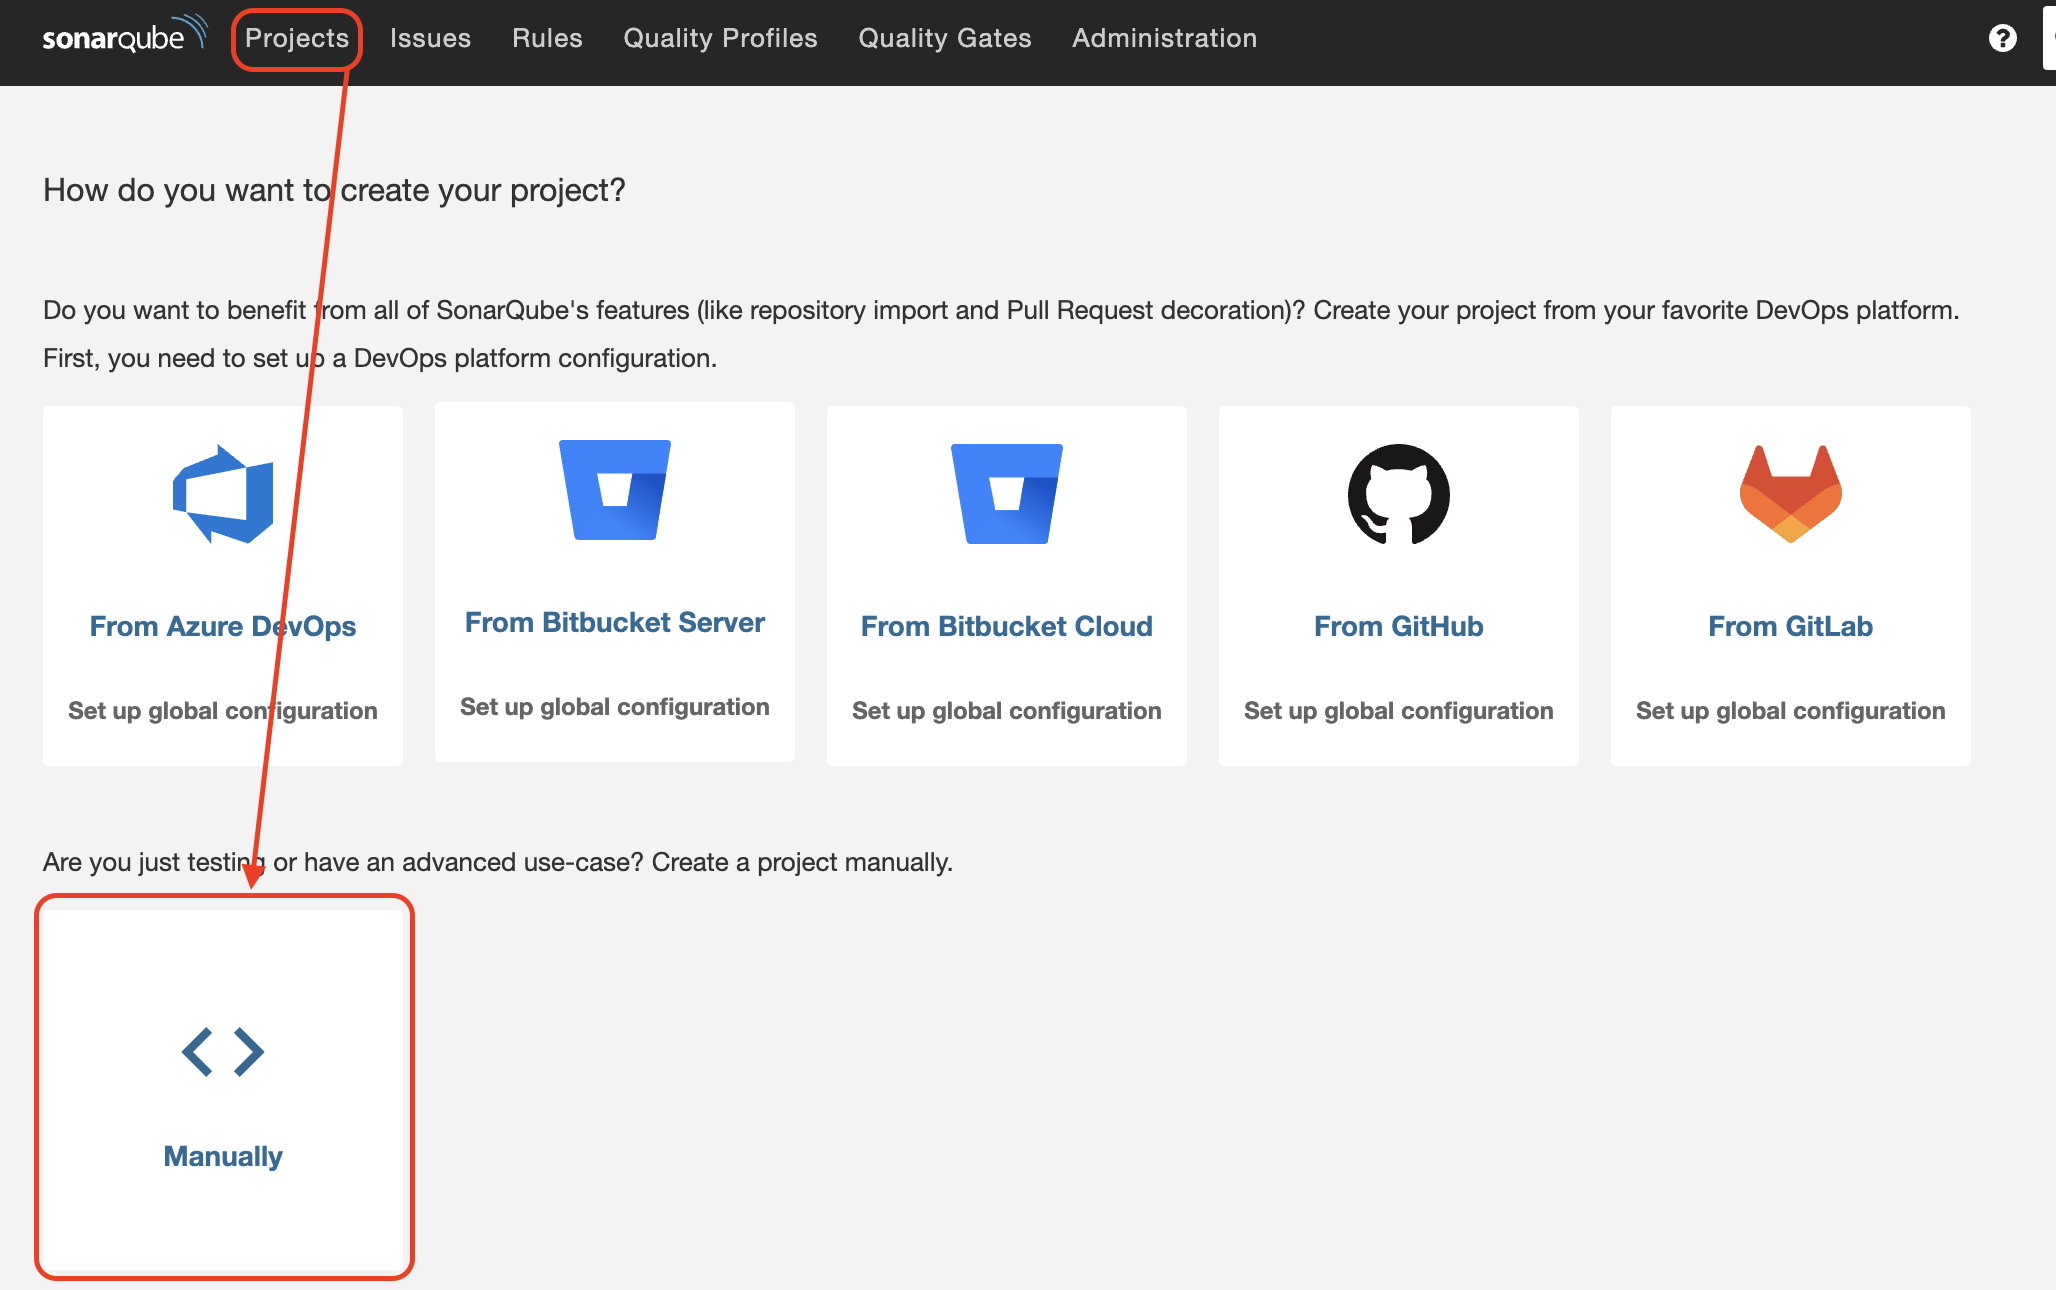 sonarqube Projects Issues Rules Quality Profiles Quality Gates Administration ?
How do you want to create your project?
Do you want to benefit from all of SonarQube's features (like repository import and Pull Request decoration)? Create your project from your favorite DevOps platform.
First, you need to set up a DevOps platform configuration.
From Azure DevOps
Set up global configuration
From Bitbucket Server
Set up global configuration
From Bitbucket Cloud
Set up global configuration
From GitHub
Set up global configuration
From GitLab
Set up global configuration
Are you just testing or have an advanced use-case? Create a project manually.
Manually